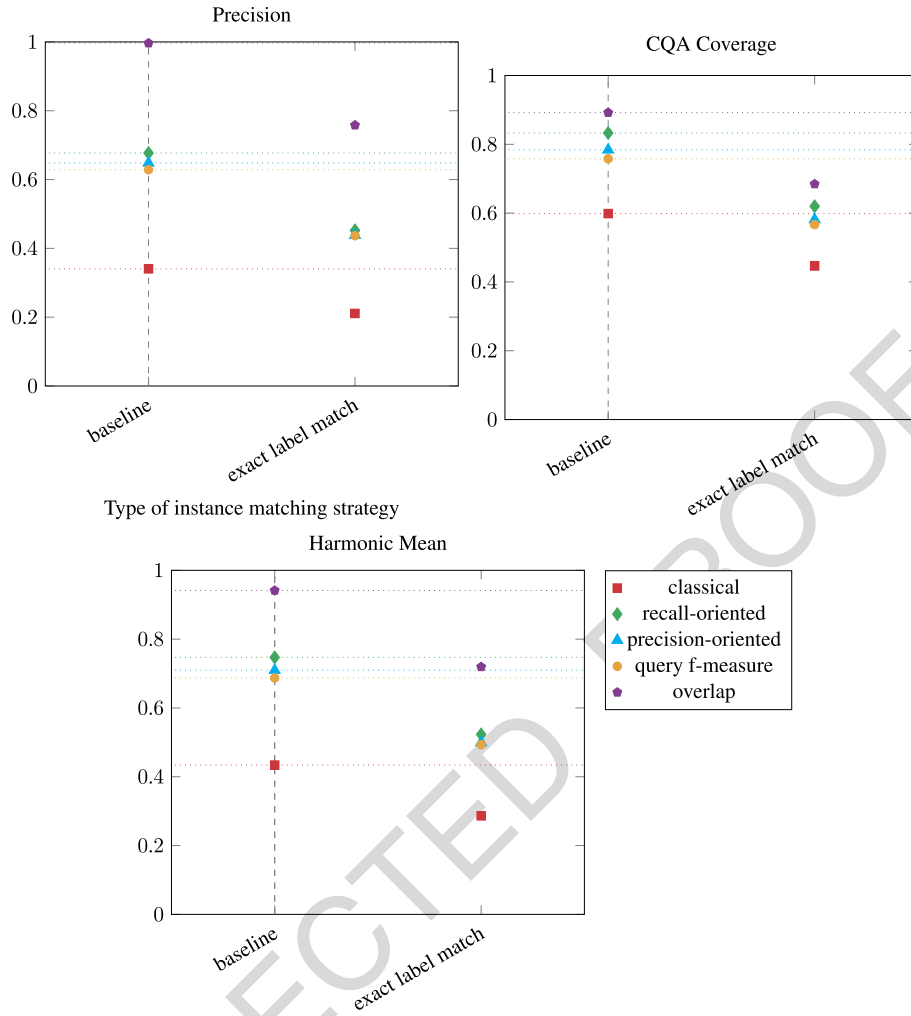 Precision
1
0.8
0.6
0.4
0.2
0
baseline
exact label match
CQA Coverage
1
0.8
0.6
0.4
0.2
0
baseline
exact label match
Type of instance matching strategy
Harmonic Mean
1
0.8
0.6
0.4
0.2
0
baseline
exact label match
classical
recall-oriented
precision-oriented
query f-measure
overlap
ECTED PROOF